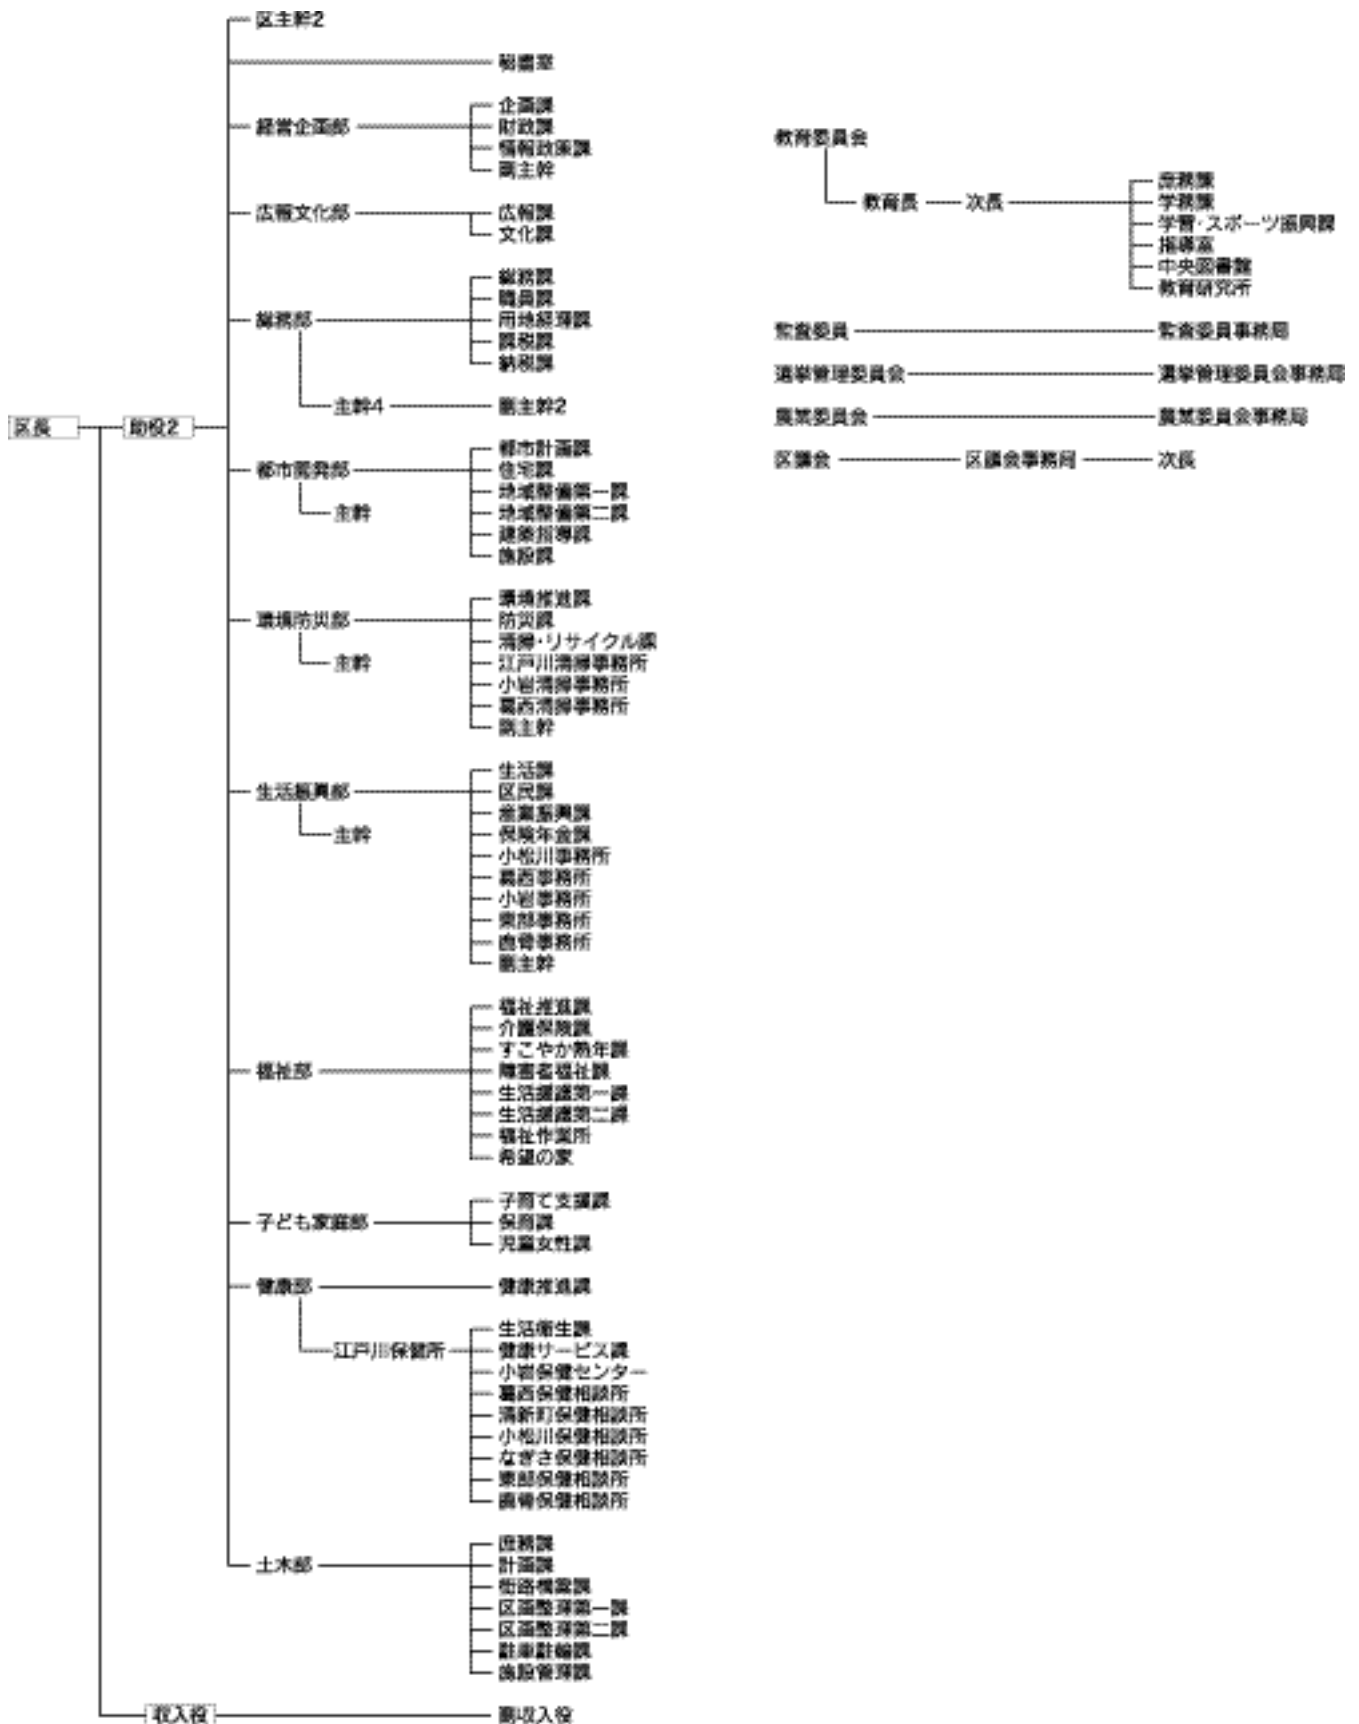 区主幹2
秘書室
経営企画部
企画課
財政課
情報政策課
副主幹
広報文化部
広報課
文化課
総務部
総務課
職員課
用地経理課
課税課
納税課
主幹4
副主幹2
区長
助役2
都市開発部
都市計画課
住宅課
地域整備第一課
地域整備第二課
建築指導課
施設課
主幹
環境防災部
環境推進課
防災課
清掃・リサイクル課
江戸川清掃事務所
小岩清掃事務所
葛西清掃事務所
副主幹
主幹
生活振興部
生活課
区民課
産業振興課
保険年金課
小松川事務所
葛西事務所
小岩事務所
東部事務所
鹿骨事務所
副主幹
主幹
福祉部
福祉推進課
介護保険課
すこやか熟年課
障害者福祉課
生活援護第一課
生活援護第二課
福祉作業所
希望の家
子ども家庭部
子育て支援課
保育課
児童女性課
健康部
健康推進課
江戸川保健所
生活衛生課
健康サービス課
小岩保健センター
葛西保健相談所
清新町保健相談所
小松川保健相談所
なぎさ保健相談所
東部保健相談所
鹿骨保健相談所
土木部
庶務課
計画課
街路橋梁課
区画整理第一課
区画整理第二課
駐車駐輪課
施設管理課
収入役
副収入役
教育委員会
教育長
次長
庶務課
学務課
学習・スポーツ振興課
指導室
中央図書館
教育研究所
監査委員
監査委員事務局
選挙管理委員会
選挙管理委員会事務局
農業委員会
農業委員会事務局
区議会
区議会事務局
次長